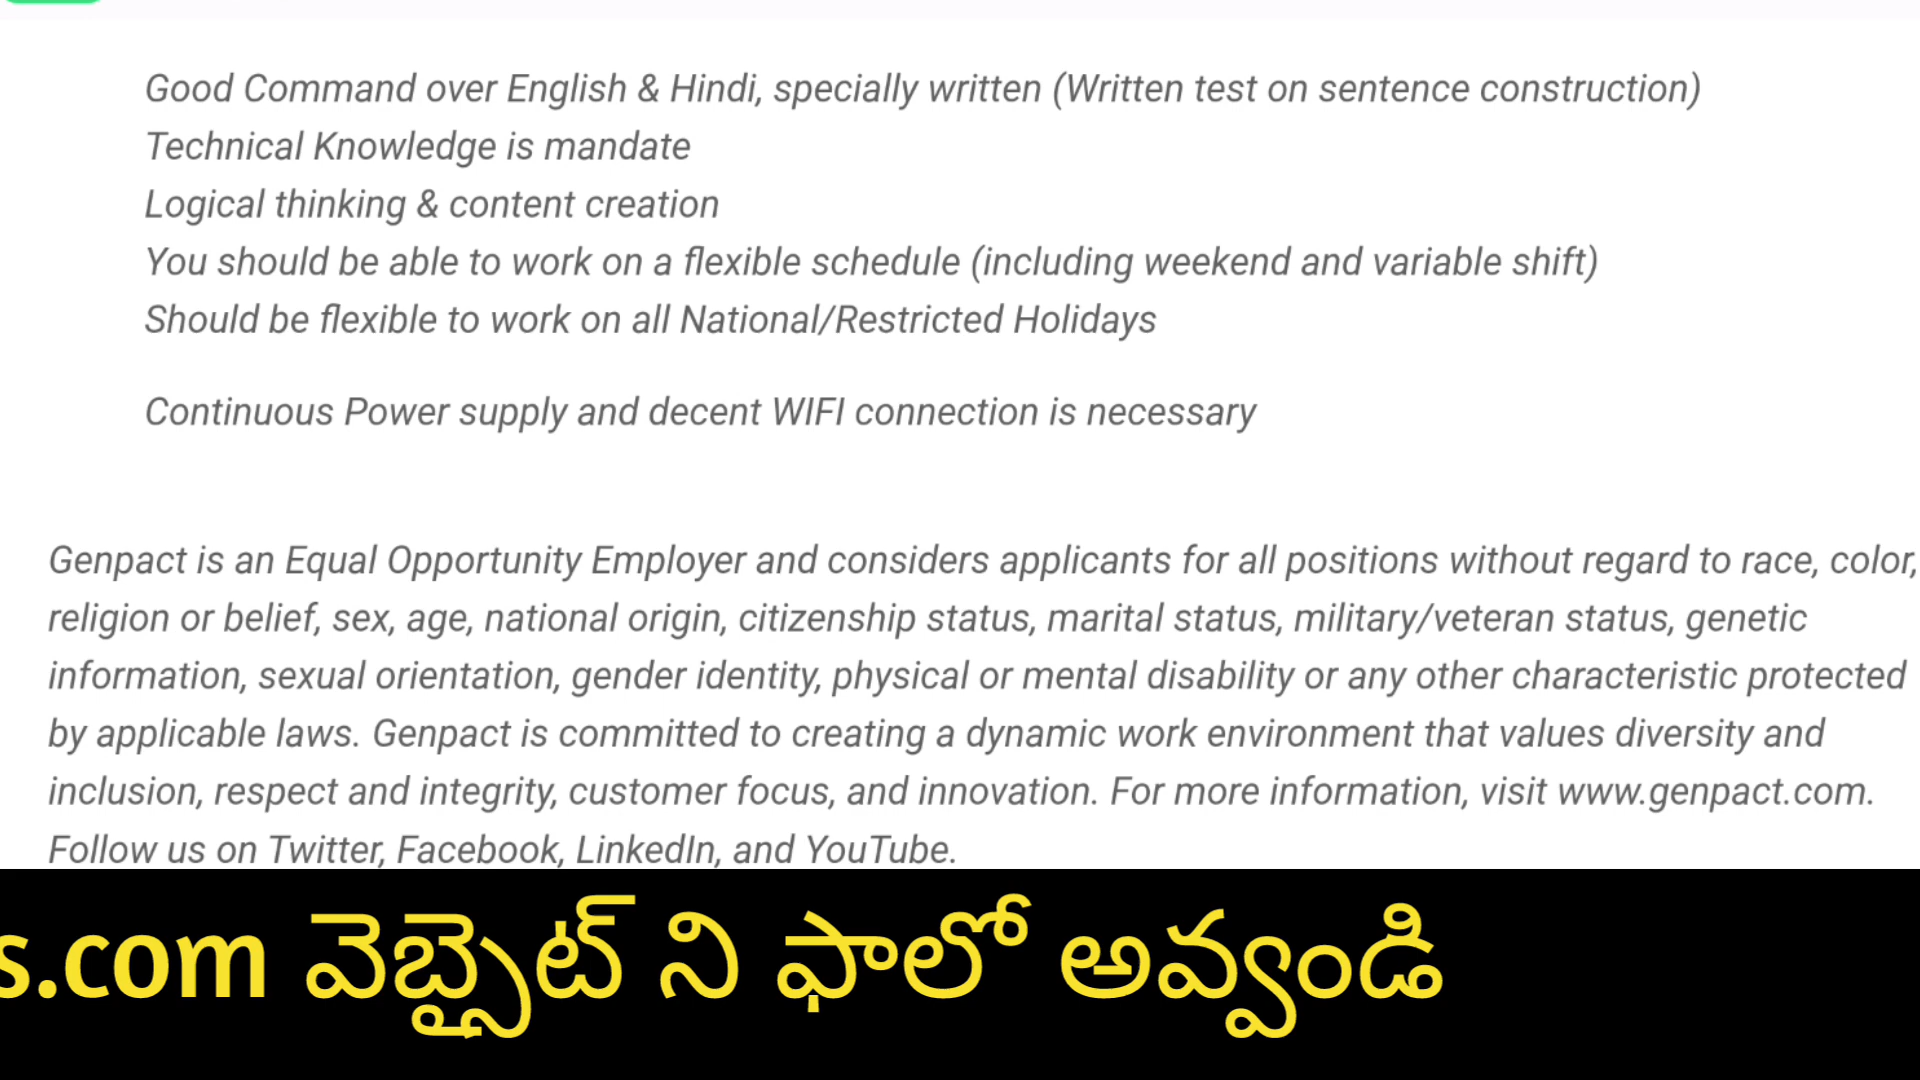 Good Command over English & Hindi, specially written (Written test on sentence construction)
Technical Knowledge is mandate
Logical thinking & content creation
You should be able to work on a flexible schedule (including weekend and variable shift)
Should be flexible to work on all National/Restricted Holidays
Continuous Power supply and decent WIFI connection is necessary
Genpact is an Equal Opportunity Employer and considers applicants for all positions without regard to race, color,
religion or belief, sex, age, national origin, citizenship status, marital status, military/veteran status, genetic
information, sexual orientation, gender identity, physical or mental disability or any other characteristic protected
by applicable laws. Genpact is committed to creating a dynamic work environment that values diversity and
inclusion, respect and integrity, customer focus, and innovation. For more information, visit www.genpact.com.
Follow us on Twitter, Facebook, LinkedIn, and YouTube.
s.com వెబ్సైట్ ని ఫాలో అవ్వండి